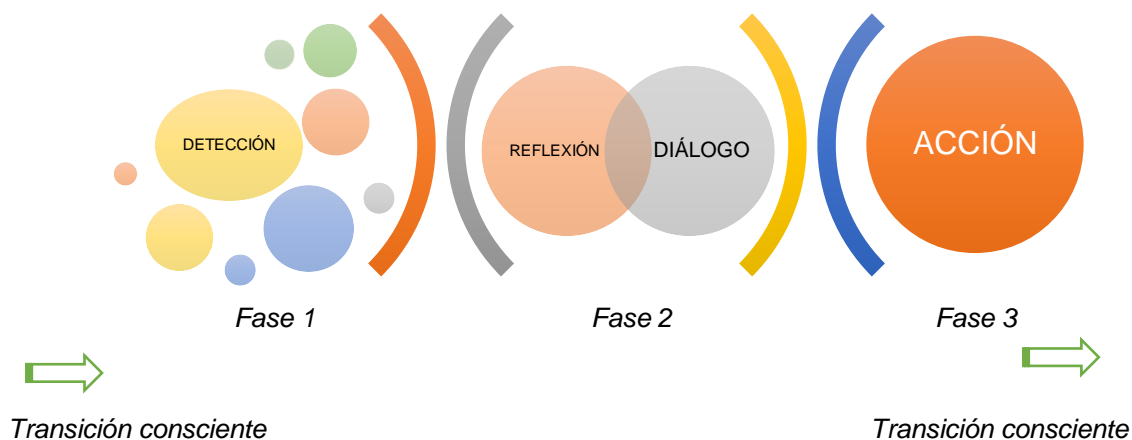 DETECCIÓN
REFLEXIÓN
DIÁLOGO
ACCIÓN
Fase 1
Fase 2
Fase 3
Transición consciente
Transición consciente